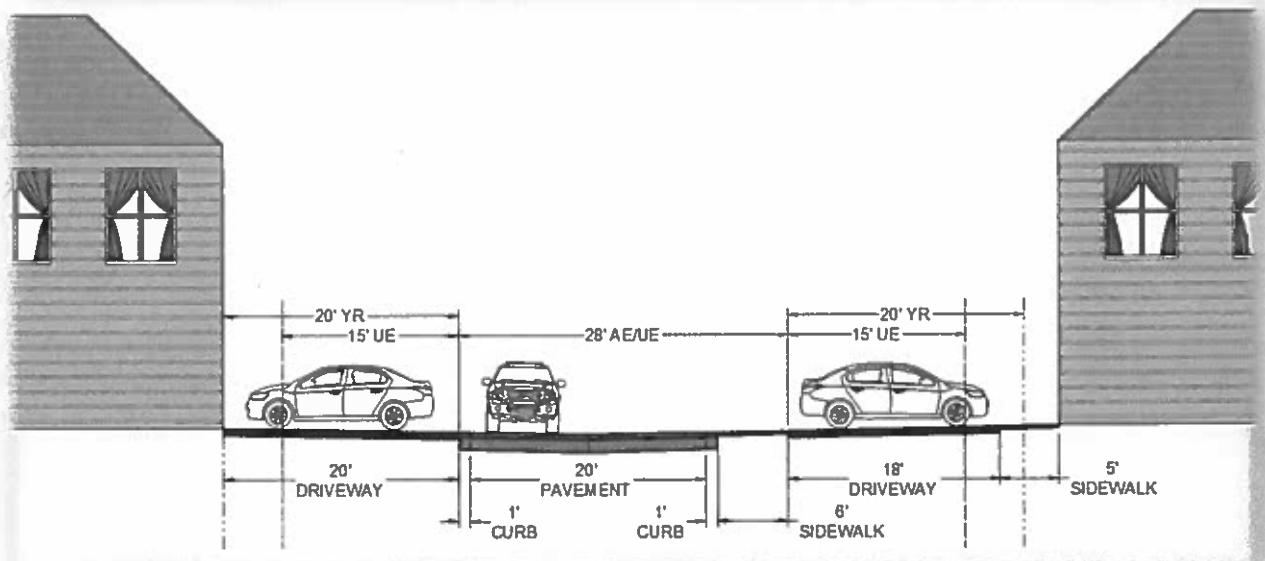 20' YR
20' YR
15' UE
28' AE/UE
15' UE
20'
DRIVEWAY
20'
PAVEMENT
18'
DRIVEWAY
5'
SIDEWALK
1'
CURB
1'
CURB
6'
SIDEWALK